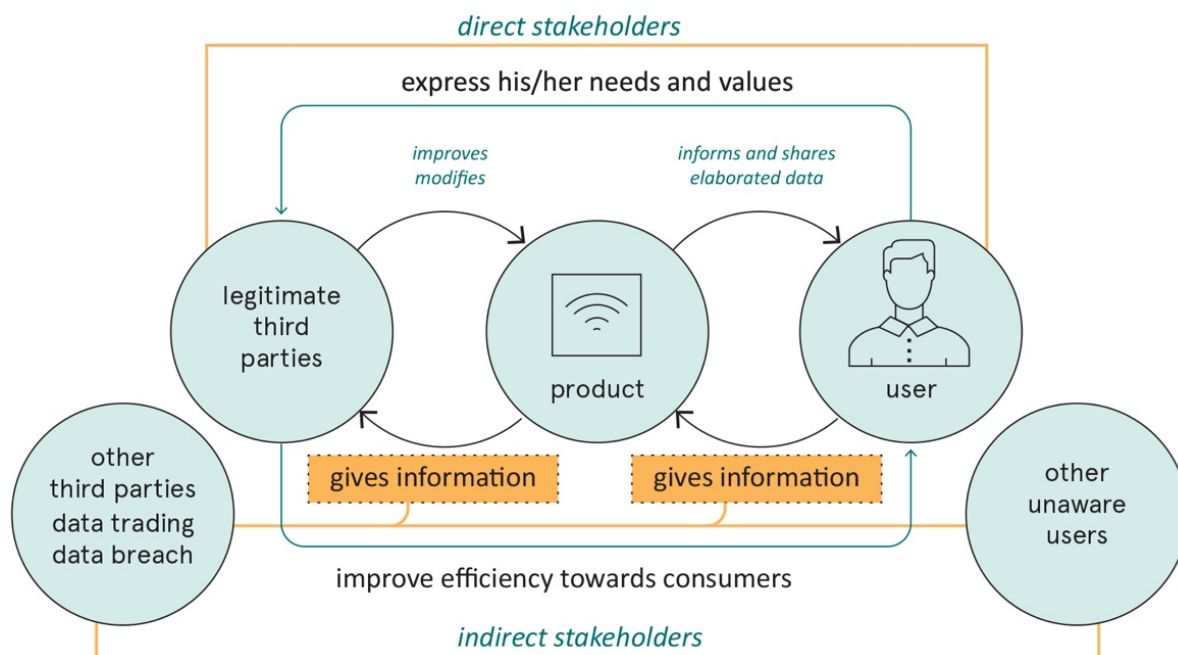 direct stakeholders
express his/her needs and values
improves
modifies
informs and shares
elaborated data
legitimate
third
parties
product
user
gives information
gives information
other
third parties
data trading
data breach
other
unaware
users
improve efficiency towards consumers
indirect stakeholders